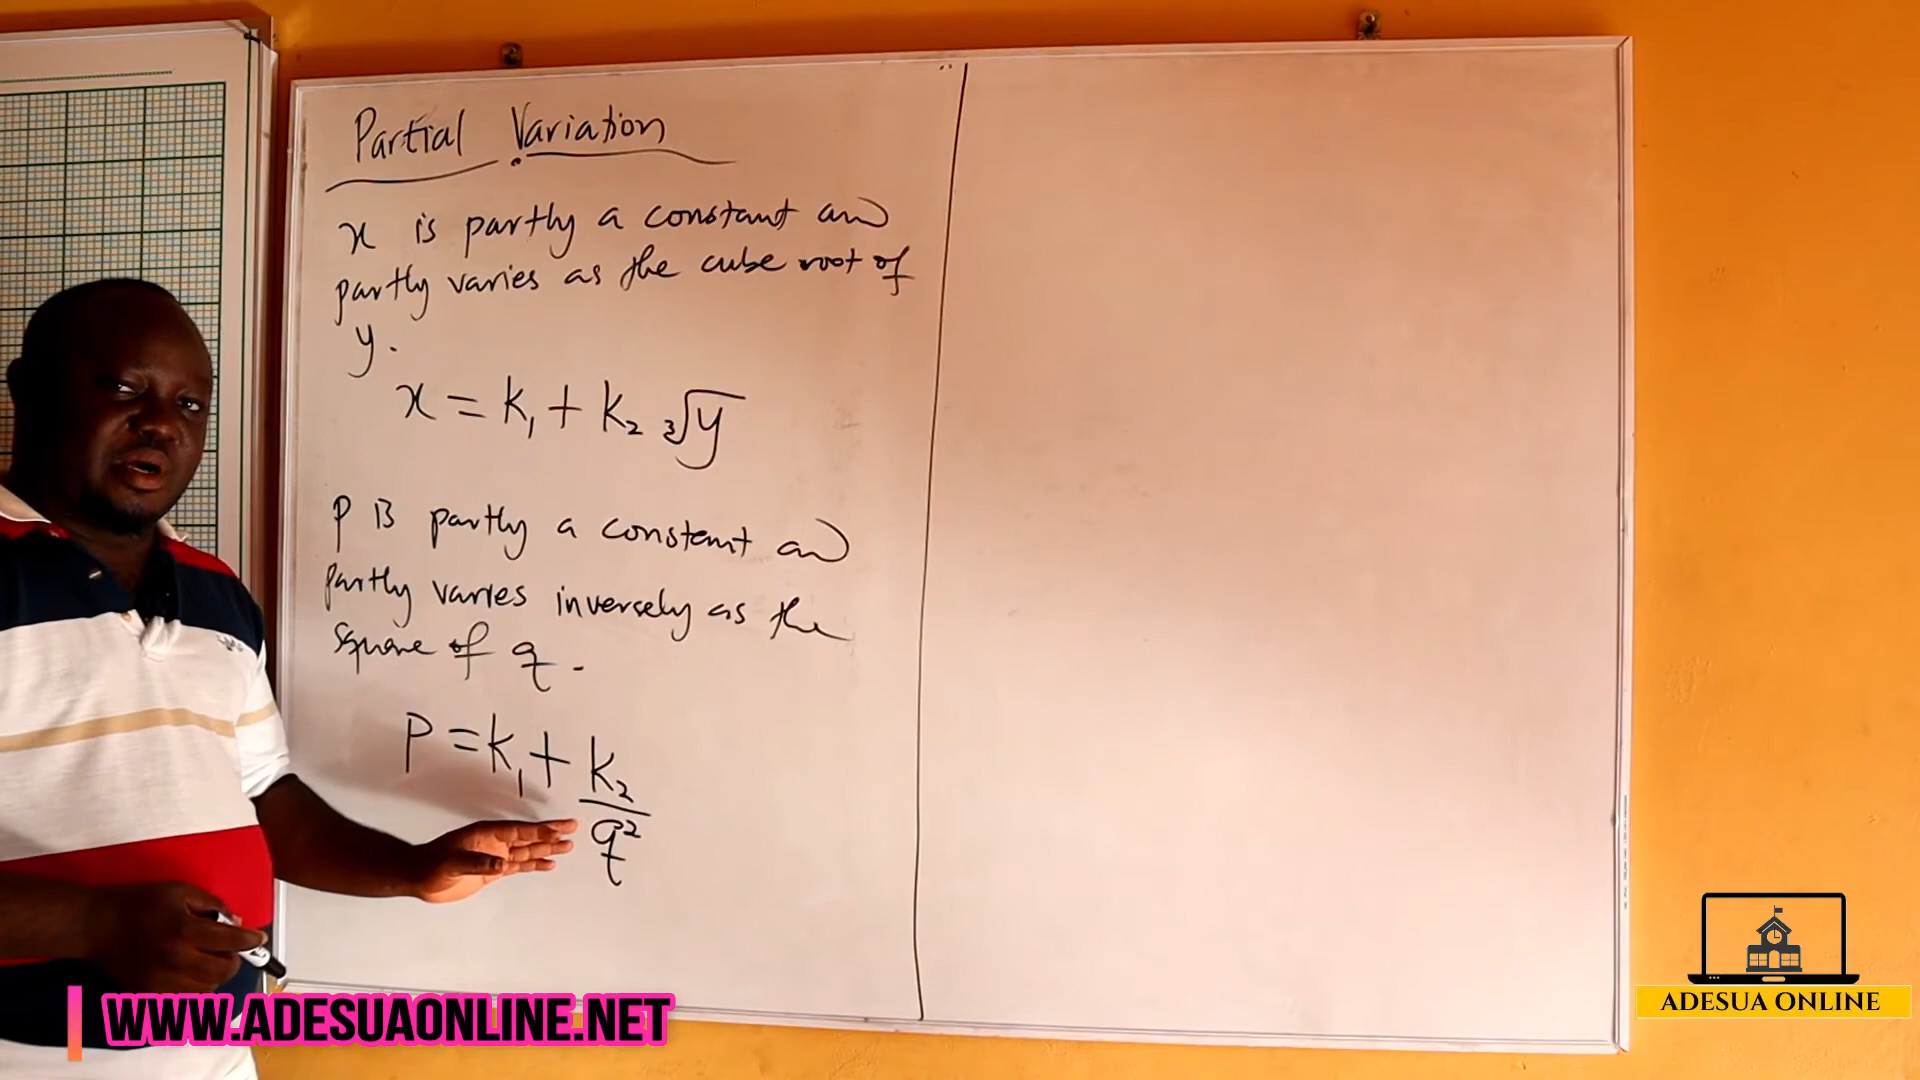 Partial Variation
x is partly a constant and
partly varies as the cube root of
y.
x = k₁ + k₂ ∛y
P is partly a constant and
partly varies inversely as the
square of q.
P = k₁ + k₂/q²
WWW.ADESUAONLINE.NET
ADESUA ONLINE